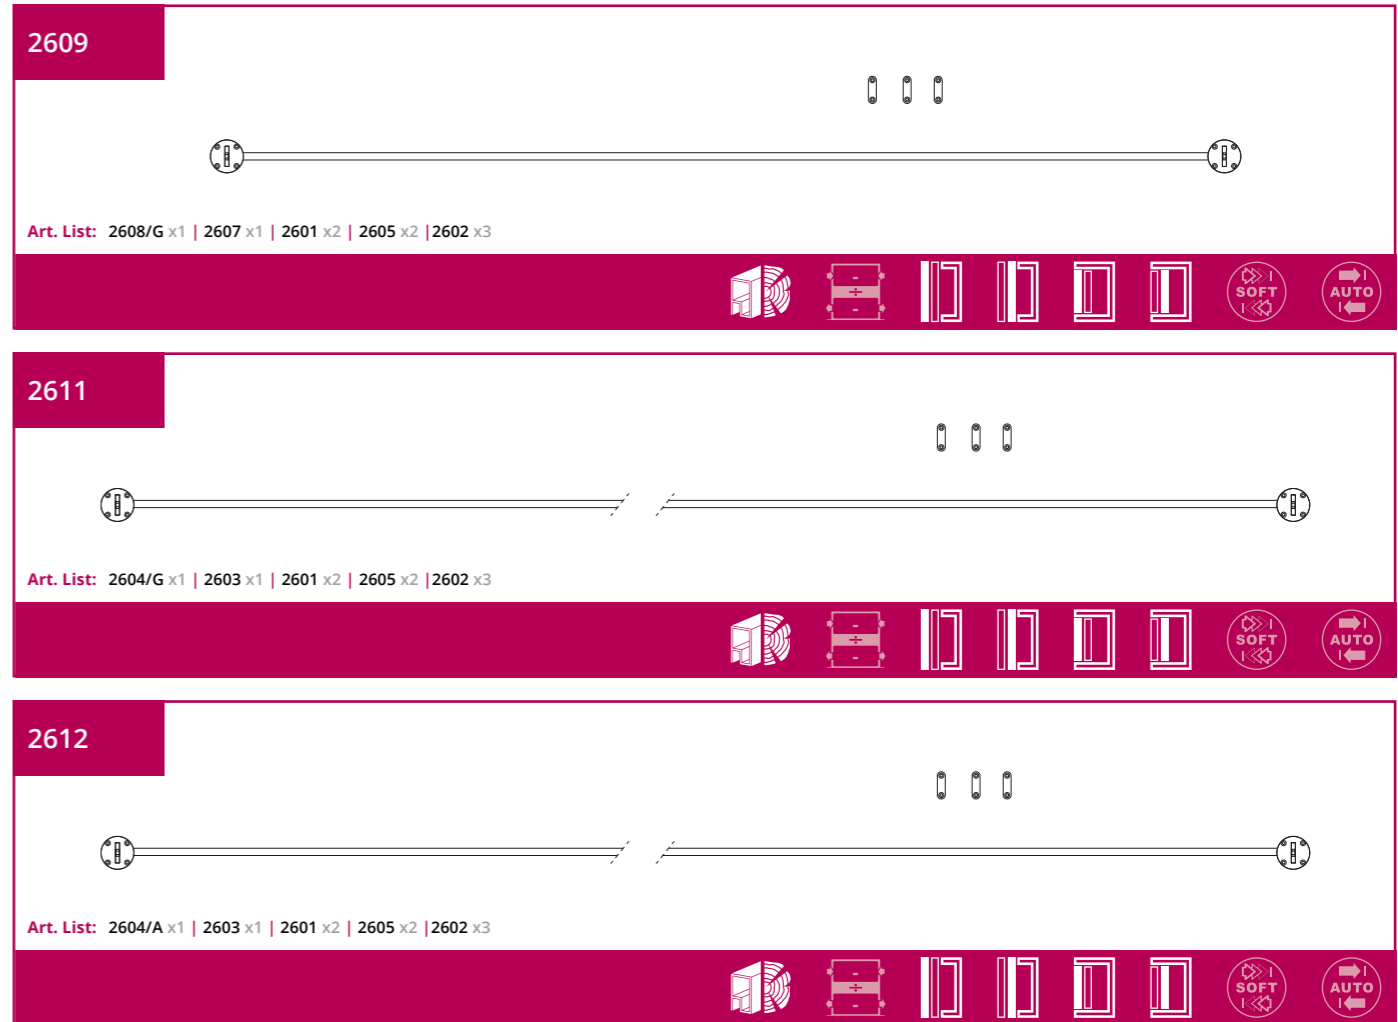 2609
Art. List: 2608/G x1 | 2607 x1 | 2601 x2 | 2605 x2 |2602 x3
SOFT
AUTO
2611
Art. List: 2604/G x1 | 2603 x1 | 2601 x2 | 2605 x2 |2602 x3
SOFT
AUTO
2612
Art. List: 2604/A x1 | 2603 x1 | 2601 x2 | 2605 x2 |2602 x3
SOFT
AUTO